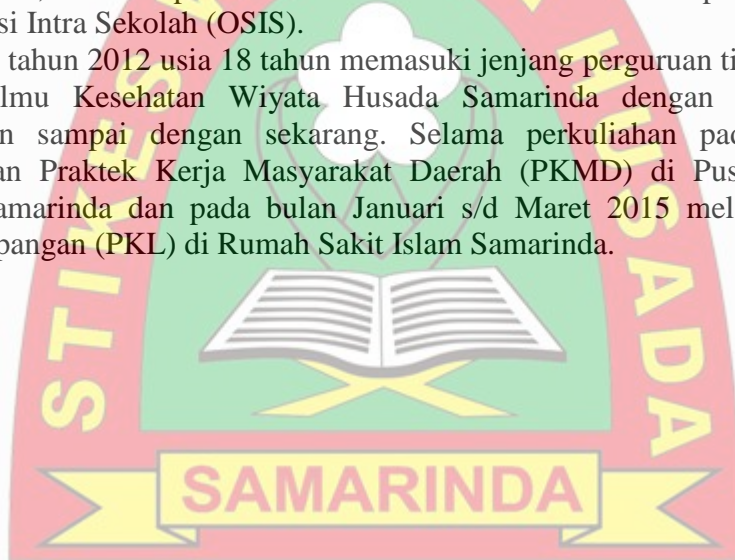 si Intra Sekolah (OSIS).
tahun 2012 usia 18 tahun memasuki jenjang perguruan ti
lmu Kesehatan Wiyata Husada Samarinda dengan
n sampai dengan sekarang. Selama perkuliahan pad
an Praktek Kerja Masyarakat Daerah (PKMD) di Pus
amarinda dan pada bulan Januari s/d Maret 2015 mel
pangan (PKL) di Rumah Sakit Islam Samarinda.
STIKES
HUSADA
SAMARINDA